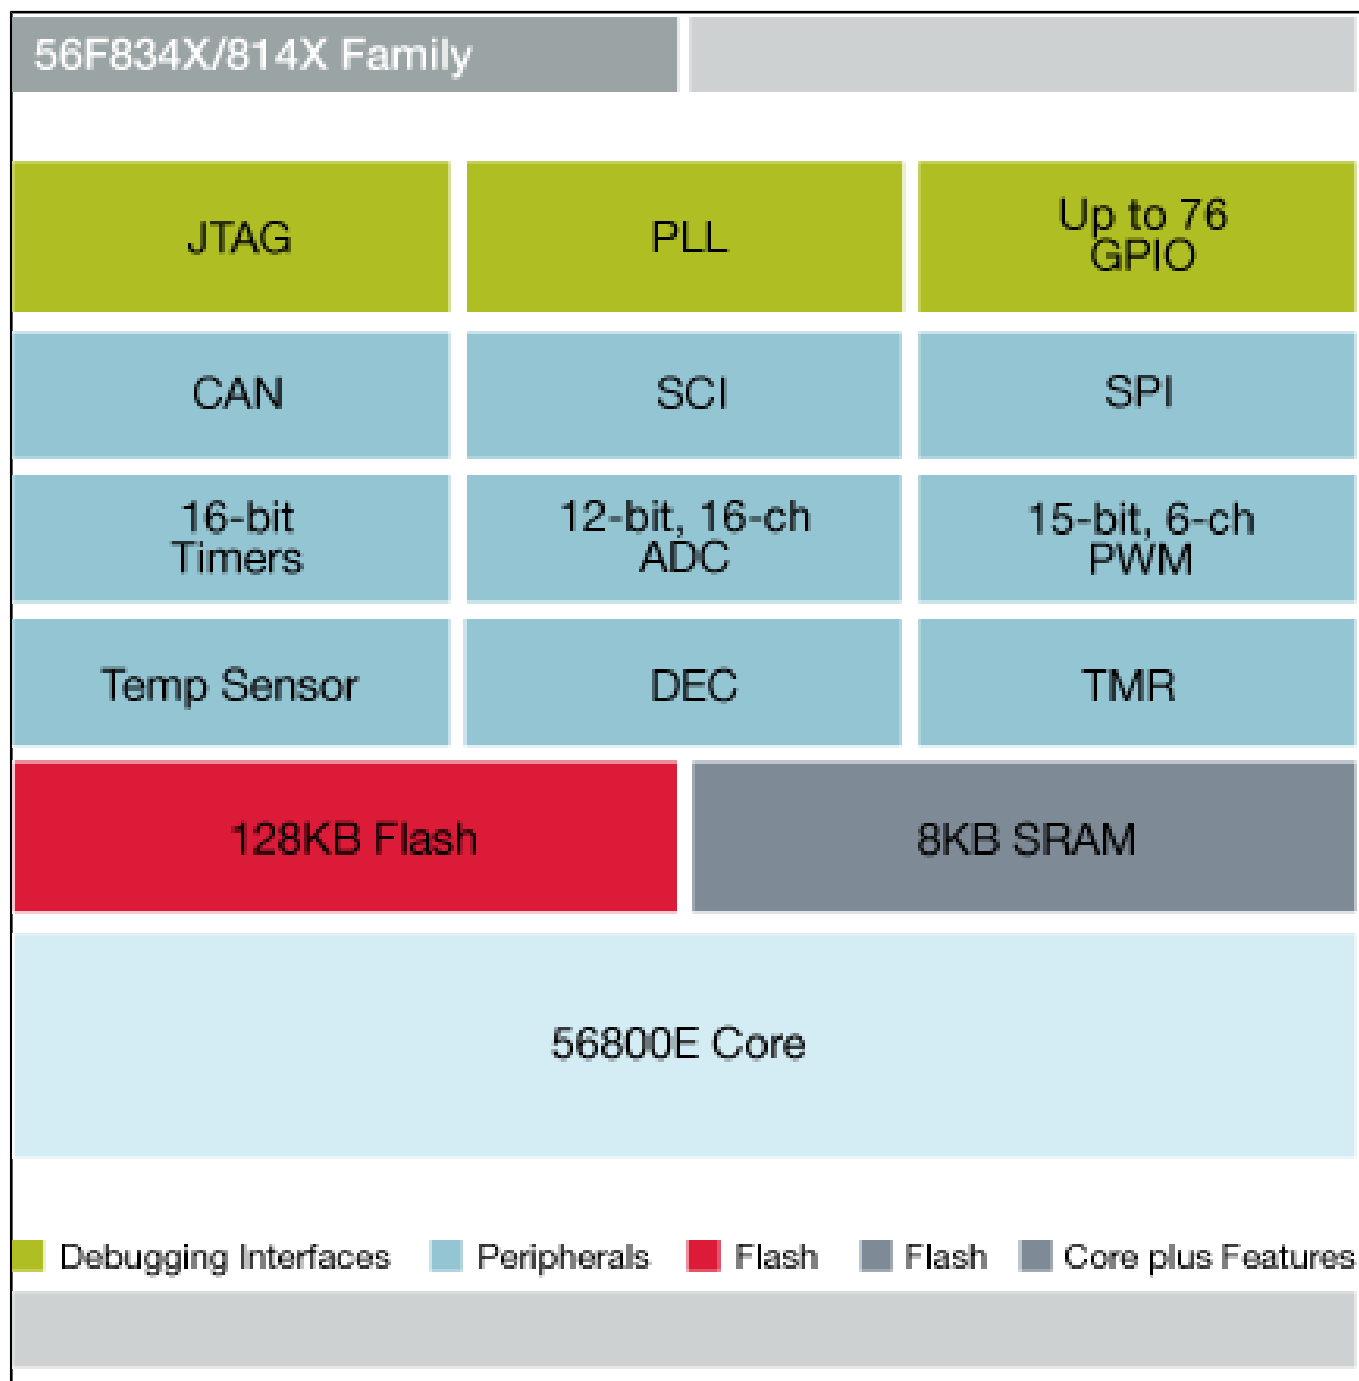 56F834X/814X Family
JTAG
PLL
Up to 76
GPIO
CAN
SCI
SPI
16-bit
Timers
12-bit, 16-ch
ADC
15-bit, 6-ch
PWM
Temp Sensor
DEC
TMR
128KB Flash
8KB SRAM
56800E Core
Debugging Interfaces
Peripherals
Flash
Flash
Core plus Features